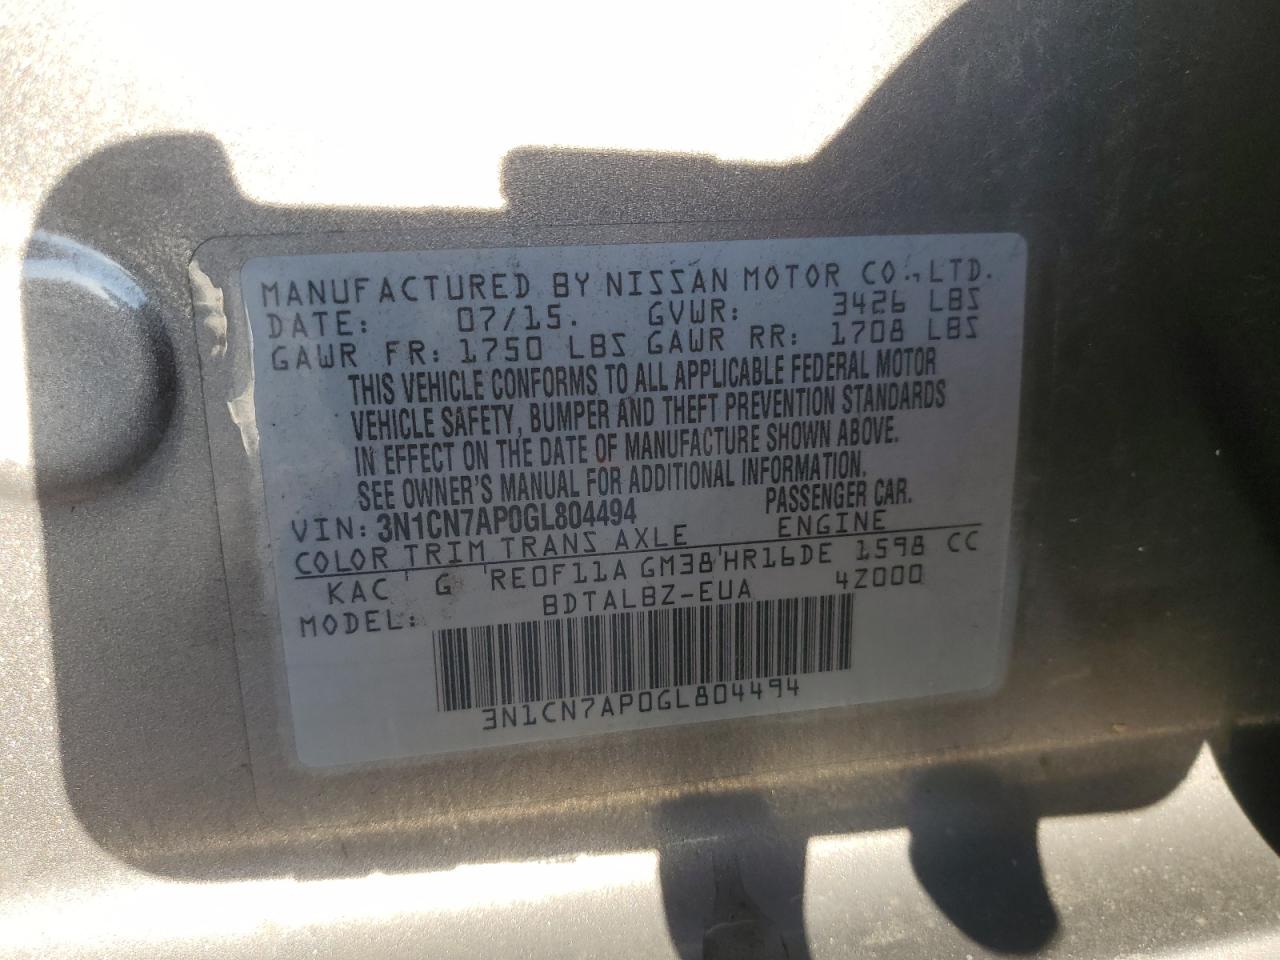 MANUFACTURED BY NISSAN MOTOR CO., LTD.
DATE: 07/15. GVWR: 3426 LBS
GAWR FR: 1750 LBS GAWR RR: 1708 LBS
THIS VEHICLE CONFORMS TO ALL APPLICABLE FEDERAL MOTOR
VEHICLE SAFETY, BUMPER AND THEFT PREVENTION STANDARDS
IN EFFECT ON THE DATE OF MANUFACTURE SHOWN ABOVE.
SEE OWNER'S MANUAL FOR ADDITIONAL INFORMATION.
VIN: 3N1CN7AP0GL804494 PASSENGER CAR.
COLOR TRIM TRANS AXLE ENGINE
KAC G RE0F11A GM38 HR16DE 1598 CC
MODEL: BDTALBZ-EUA 4Z000
3N1CN7AP0GL804494